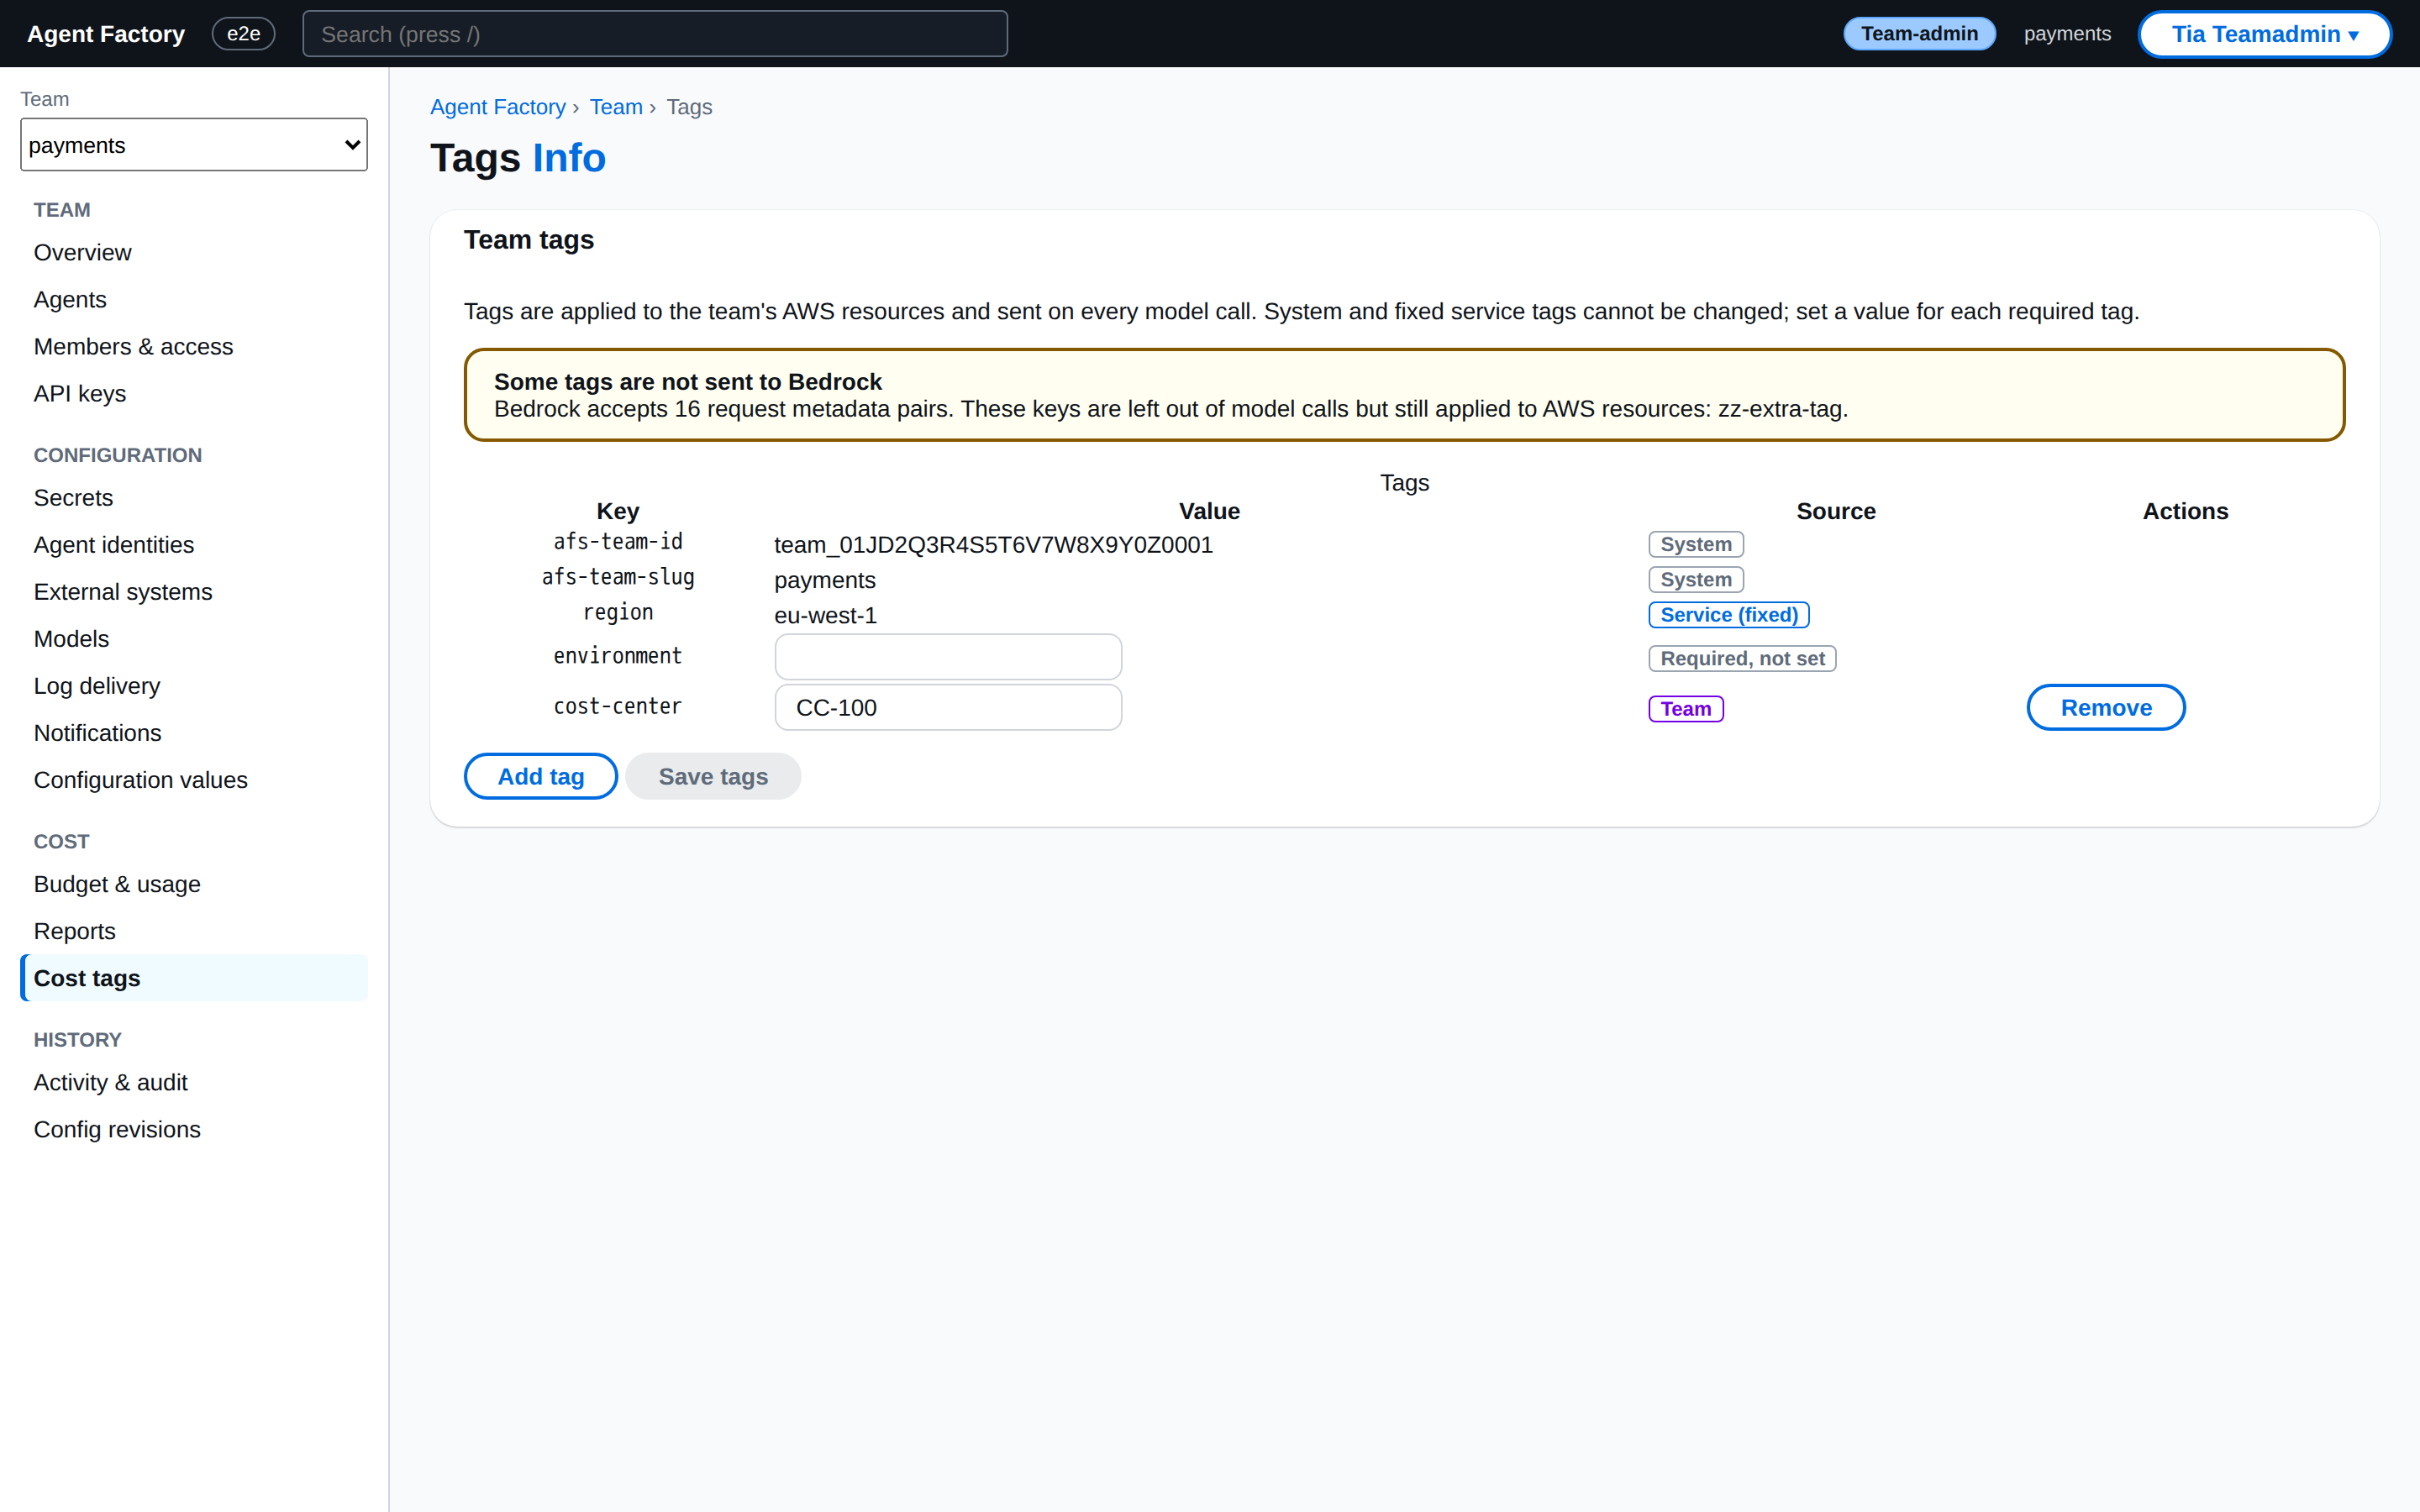 Agent Factory e2e Search (press /) Team-admin payments Tia Teamadmin ▾
Team
payments
TEAM
Overview
Agents
Members & access
API keys
CONFIGURATION
Secrets
Agent identities
External systems
Models
Log delivery
Notifications
Configuration values
COST
Budget & usage
Reports
Cost tags
HISTORY
Activity & audit
Config revisions
Agent Factory › Team › Tags
Tags Info
Team tags
Tags are applied to the team's AWS resources and sent on every model call. System and fixed service tags cannot be changed; set a value for each required tag.
Some tags are not sent to Bedrock
Bedrock accepts 16 request metadata pairs. These keys are left out of model calls but still applied to AWS resources: zz-extra-tag.
Tags
Key Value Source Actions
afs-team-id team_01JD2Q3R4S5T6V7W8X9Y0Z0001 System
afs-team-slug payments System
region eu-west-1 Service (fixed)
environment Required, not set
cost-center CC-100 Team Remove
Add tag Save tags